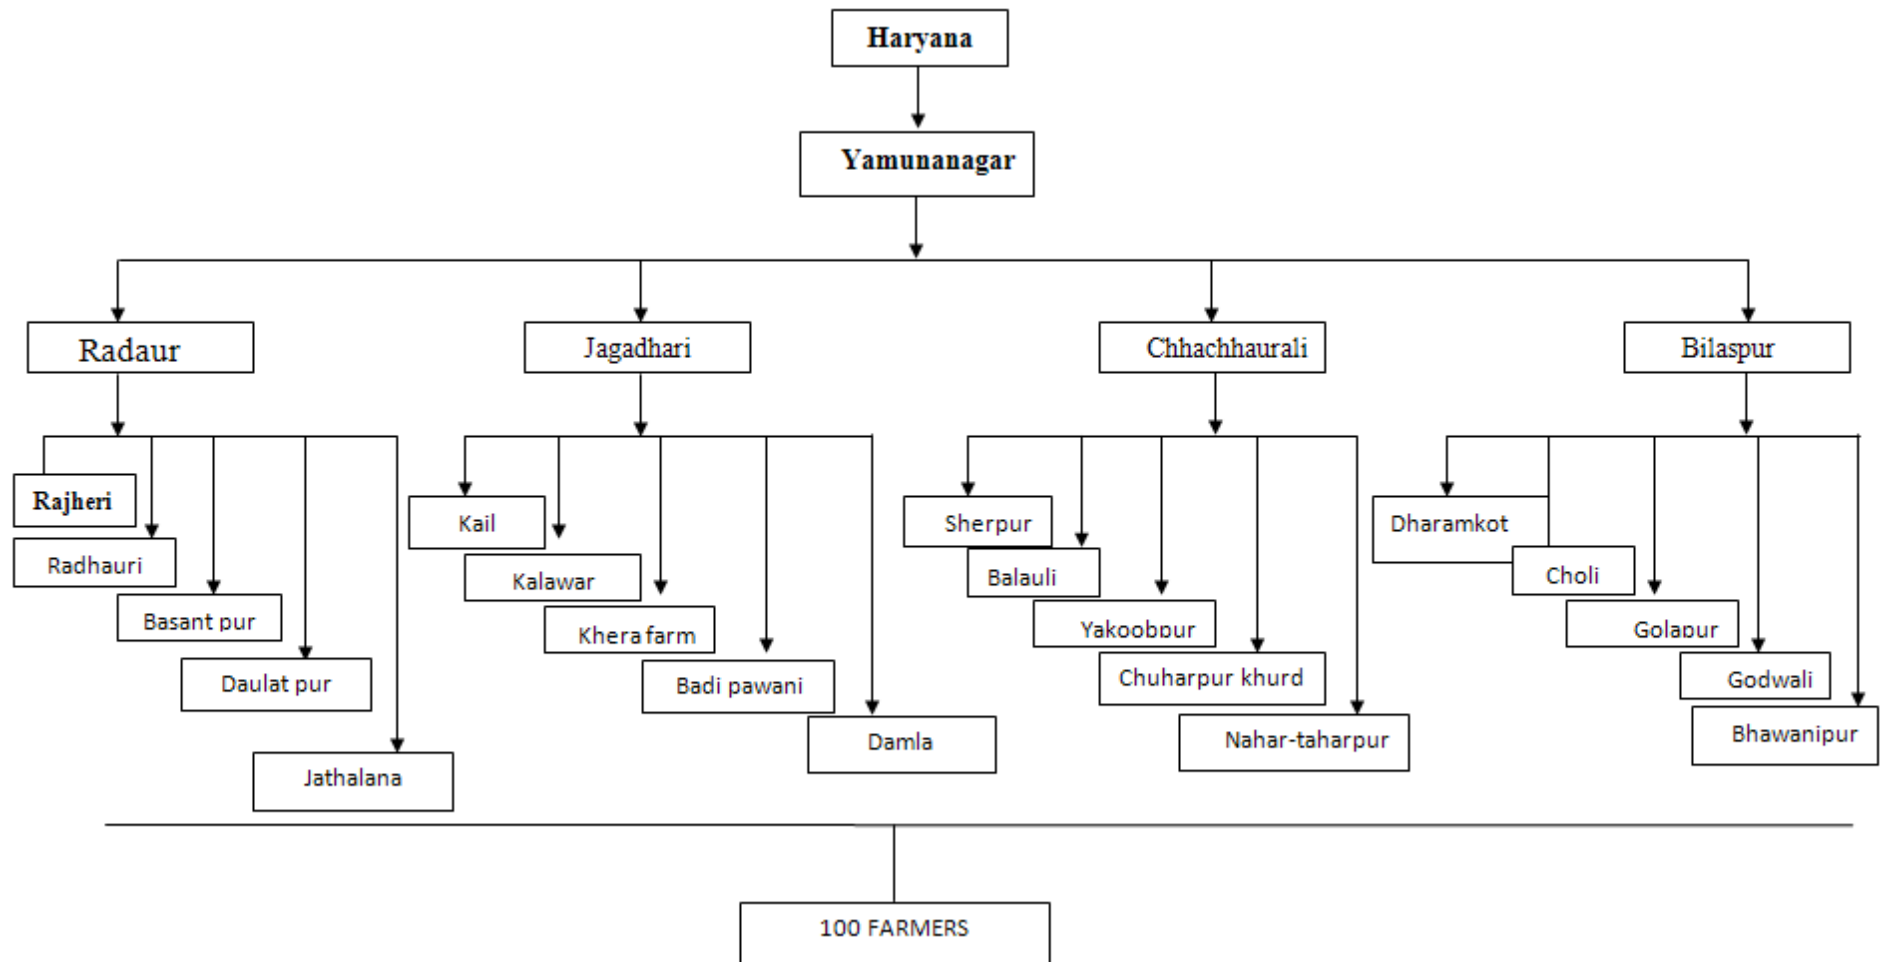 Haryana
Yamunanagar
Radaur
Jagadhari
Chhachhaurali
Bilaspur
Rajheri
Radhauri
Basant pur
Daulat pur
Jathalana
Kail
Kalawar
Khera farm
Badi pawani
Damla
Sherpur
Balauli
Yakoobpur
Chuharpur khurd
Nahar-taharpur
Dharamkot
Choli
Golapur
Godwali
Bhawanipur
100 FARMERS